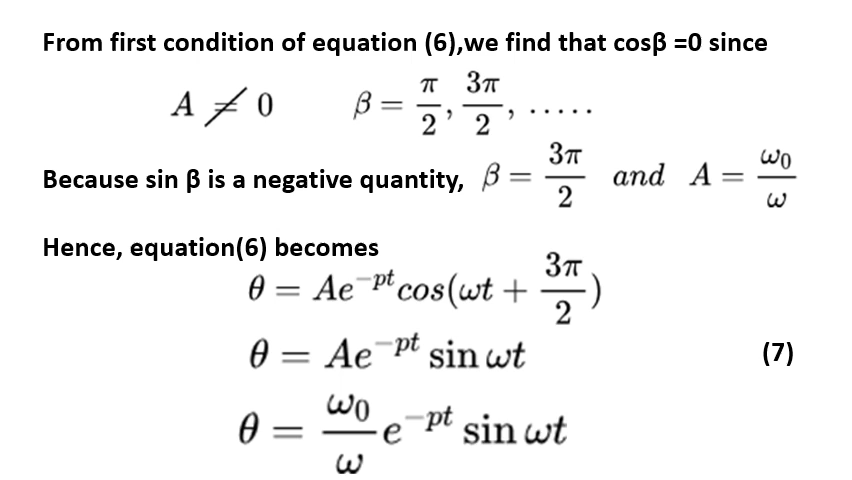 From first condition of equation (6),we find that cosβ =0 since
A ≠ 0 β = π/2, 3π/2, .....
Because sin β is a negative quantity, β = 3π/2 and A = ω₀/ω
Hence, equation(6) becomes
θ = Ae^{-pt} cos(ωt + 3π/2)
θ = Ae^{-pt} sin ωt (7)
θ = ω₀/ω e^{-pt} sin ωt